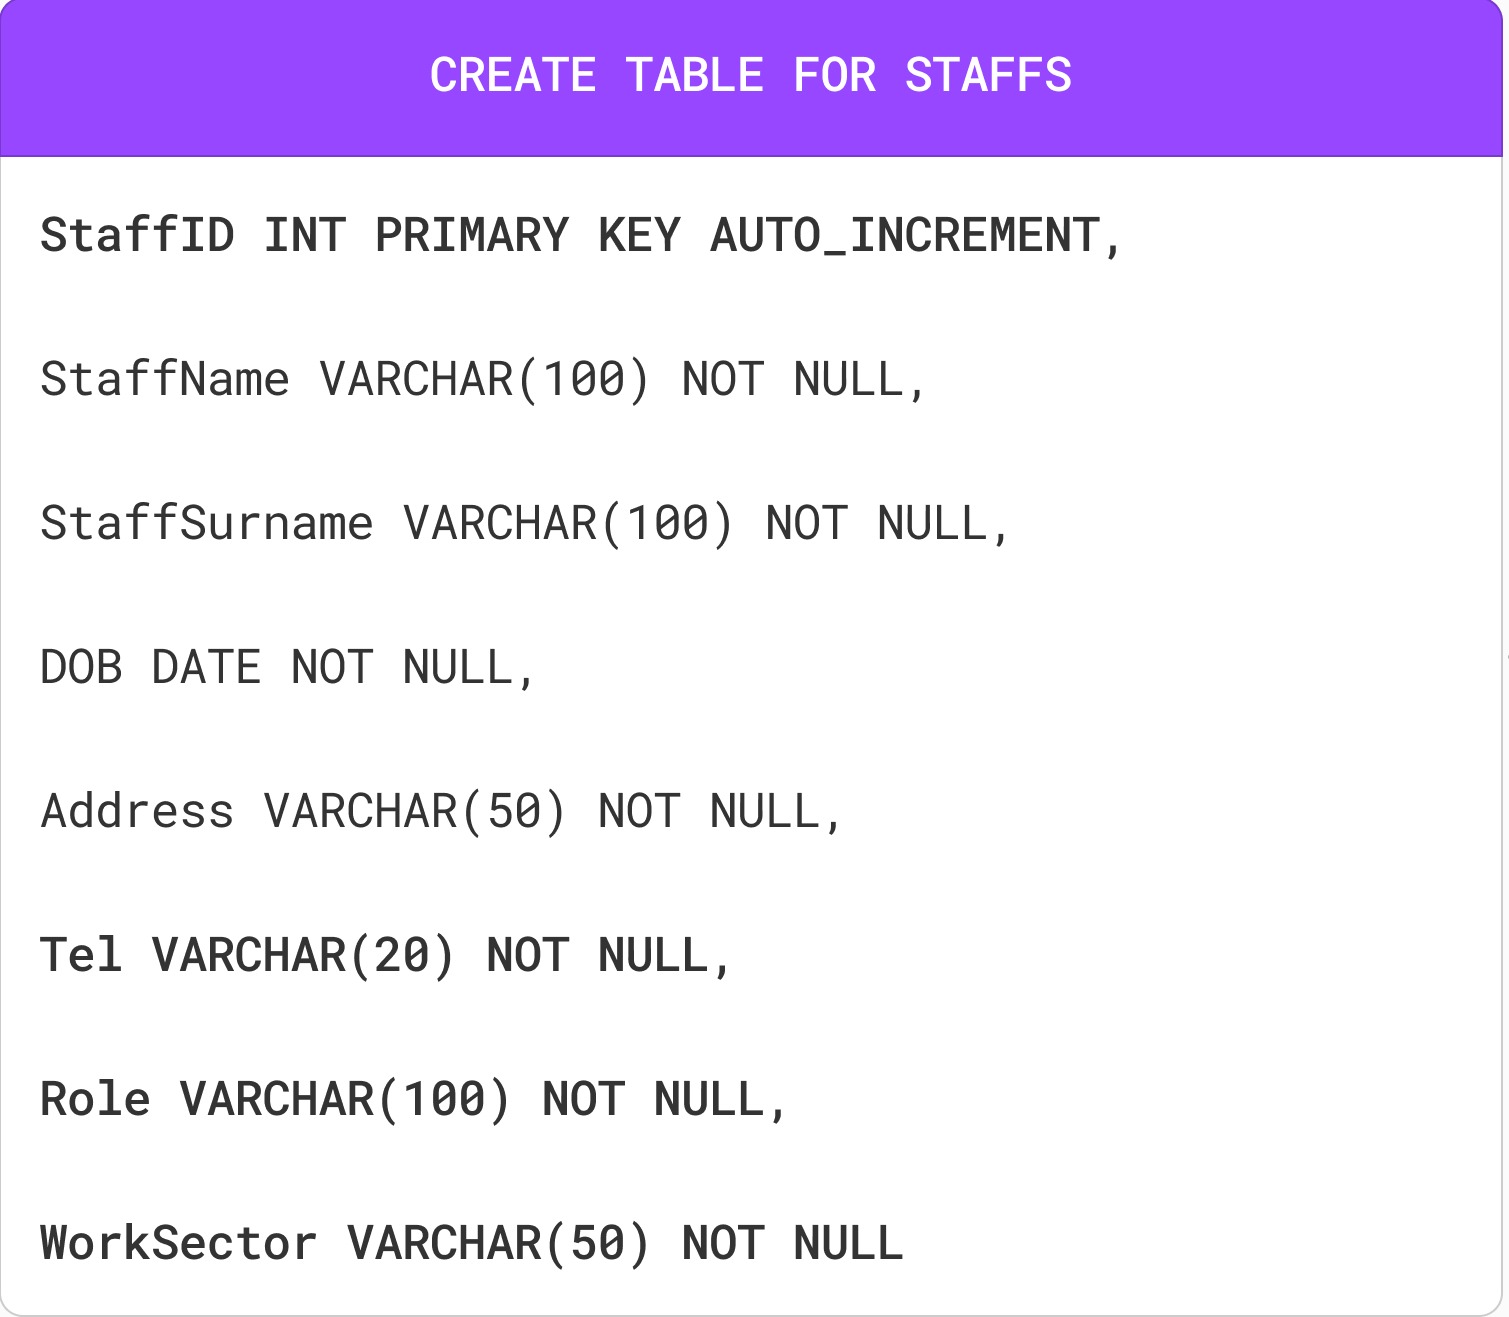 CREATE TABLE FOR STAFFS
StaffID INT PRIMARY KEY AUTO_INCREMENT,
StaffName VARCHAR(100) NOT NULL,
StaffSurname VARCHAR(100) NOT NULL,
DOB DATE NOT NULL,
Address VARCHAR(50) NOT NULL,
Tel VARCHAR(20) NOT NULL,
Role VARCHAR(100) NOT NULL,
WorkSector VARCHAR(50) NOT NULL